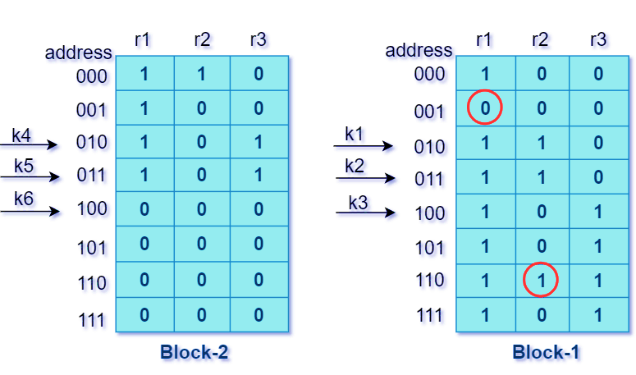 address r1 r2 r3
000 1 1 0
001 1 0 0
k4 010 1 0 1
k5 011 1 0 1
k6 100 0 0 0
101 0 0 0
110 0 0 0
111 0 0 0
Block-2
address r1 r2 r3
000 1 0 0
001 0 0 0
k1 010 1 1 0
k2 011 1 1 0
k3 100 1 0 1
101 1 0 1
110 1 1 1
111 1 0 1
Block-1